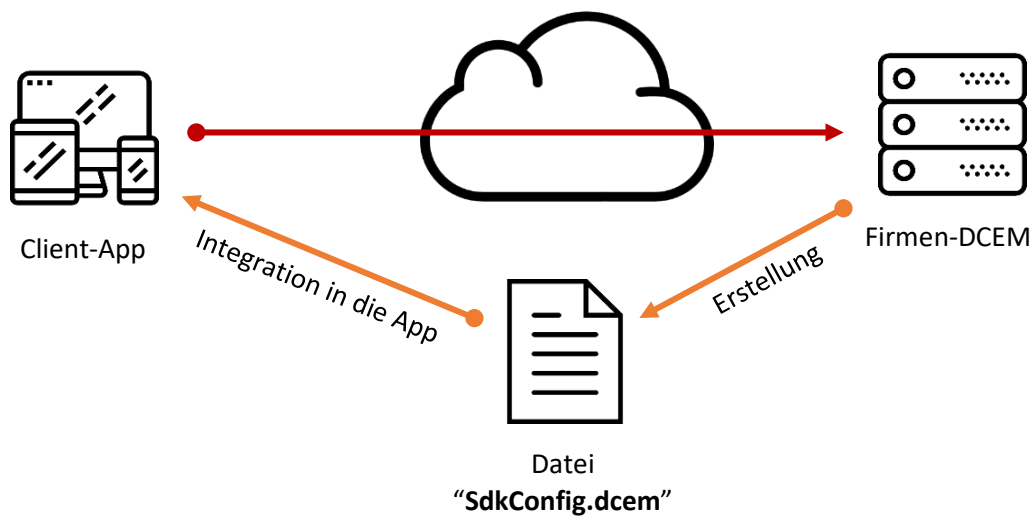 Client-App
Firmen-DCEM
Integration in die App
Erstellung
Datei
“SdkConfig.dcem”